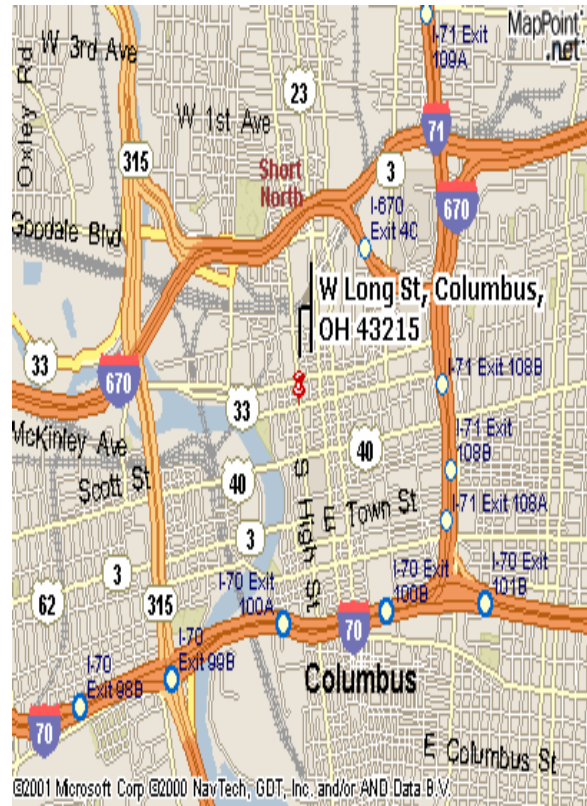 MapPoint
.net
I-71 Exit
109A
W 3rd Ave
Oxley Rd
23
W 1st Ave
71
315
3
Short
North
670
I-670
Exit 4C
Goodale Blvd
W Long St, Columbus,
OH 43215
33
670
I-71 Exit 108B
33
McKinley Ave
40
I-71 Exit
108B
Scott St
40
S High St
E Town St
I-71 Exit 108A
3
3
I-70 Exit
100A
I-70 Exit
100B
I-70 Exit
101B
62
315
70
I-70
Exit 99B
I-70
Exit 98B
Columbus
70
E Columbus St
©2001 Microsoft Corp ©2000 NavTech, GDT, Inc. and/or AND Data B.V.